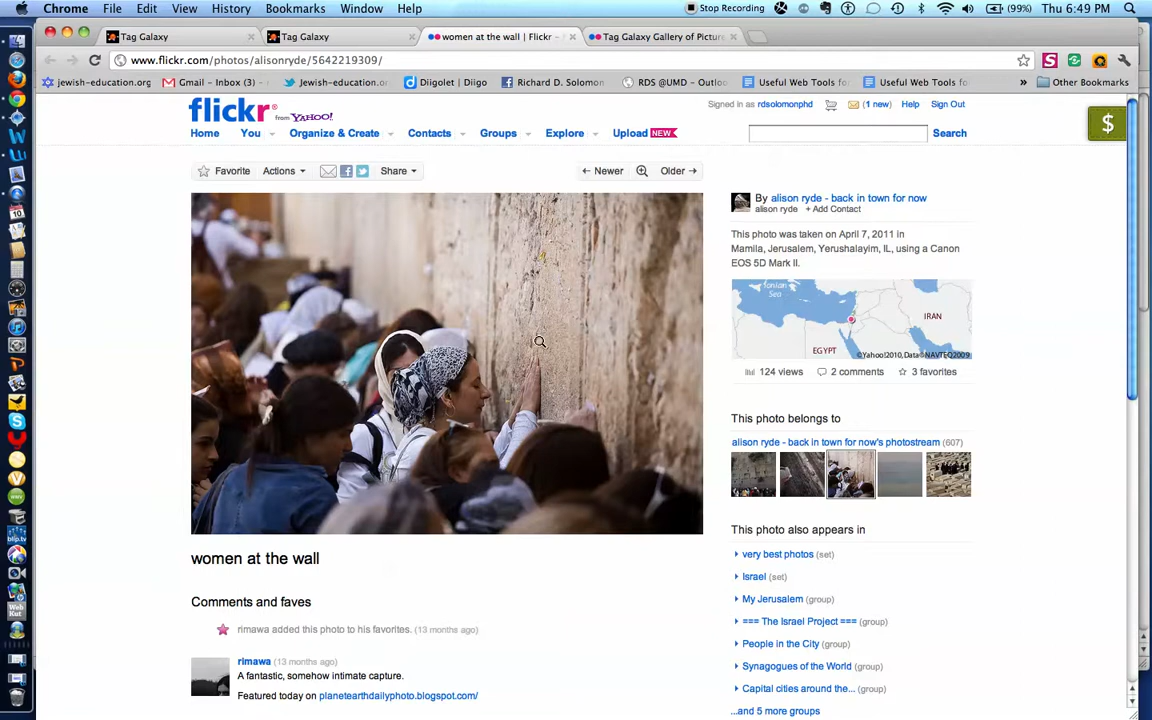 Chrome File Edit View History Bookmarks Window Help Stop Recording (99%) Thu 6:49 PM
Tag Galaxy Tag Galaxy women at the wall | Flickr - Tag Galaxy Gallery of Picture
www.flickr.com/photos/alisonryde/5642219309/
jewish-education.org Gmail - Inbox (3) - Jewish-education.org Diigolet | Diigo Richard D. Solomon RDS @UMD – Outloo Useful Web Tools for Useful Web Tools fo » Other Bookmarks
flickr from YAHOO!
Signed in as rdsolomonphd (1 new) Help Sign Out
$
Home You Organize & Create Contacts Groups Explore Upload NEW Search
Favorite Actions Share ← Newer Older →
By alison ryde - back in town for now
alison ryde + Add Contact
This photo was taken on April 7, 2011 in
Mamila, Jerusalem, Yerushalayim, IL, using a Canon
EOS 5D Mark II.
Ionian
Sea
IRAN
EGYPT
©Yahoo!2010, Data©NAVTEQ2009
124 views 2 comments 3 favorites
This photo belongs to
alison ryde - back in town for now's photostream (607)
This photo also appears in
very best photos (set)
Israel (set)
My Jerusalem (group)
=== The Israel Project === (group)
People in the City (group)
Synagogues of the World (group)
Capital cities around the... (group)
...and 5 more groups
women at the wall
Comments and faves
rimawa added this photo to his favorites. (13 months ago)
rimawa (13 months ago)
A fantastic, somehow intimate capture.
Featured today on planetearthdailyphoto.blogspot.com/